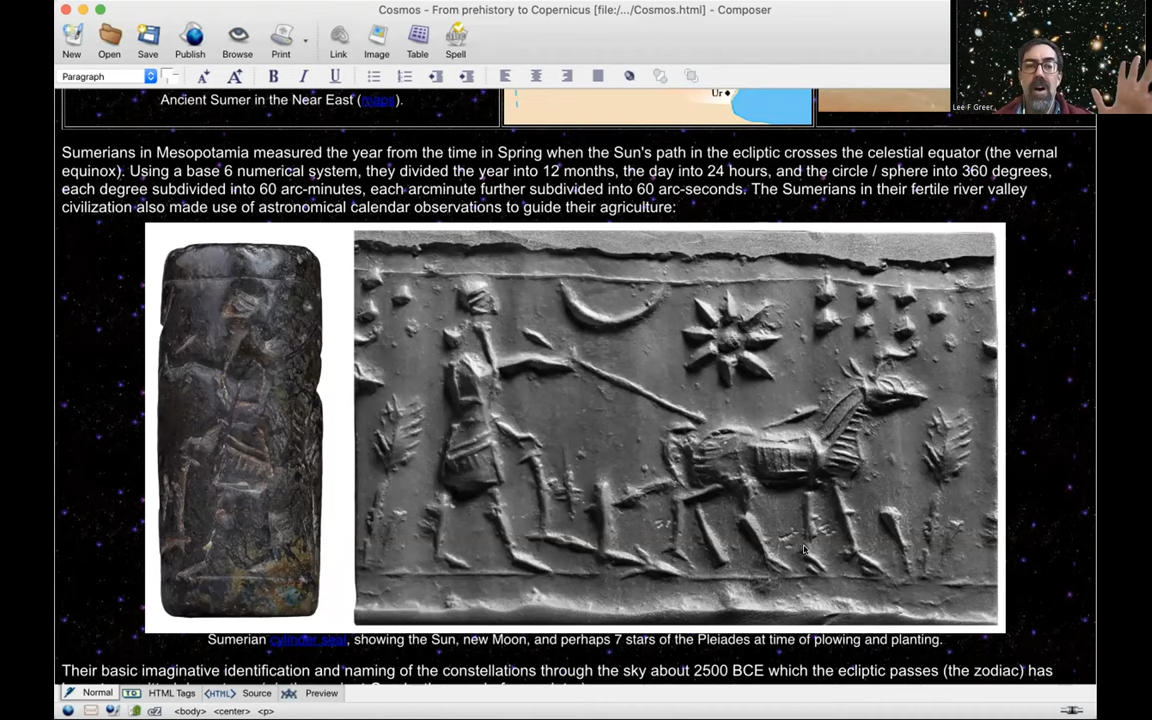 Cosmos - From prehistory to Copernicus [file:/.../Cosmos.html] - Composer
New Open Save Publish Browse Print Link Image Table Spell
Paragraph
B I U
Lee F Greer
Ur
Ancient Sumer in the Near East (maps).
Sumerians in Mesopotamia measured the year from the time in Spring when the Sun's path in the ecliptic crosses the celestial equator (the vernal
equinox). Using a base 6 numerical system, they divided the year into 12 months, the day into 24 hours, and the circle / sphere into 360 degrees,
each degree subdivided into 60 arc-minutes, each arcminute further subdivided into 60 arc-seconds. The Sumerians in their fertile river valley
civilization also made use of astronomical calendar observations to guide their agriculture:
Sumerian cylinder seal, showing the Sun, new Moon, and perhaps 7 stars of the Pleiades at time of plowing and planting.
Their basic imaginative identification and naming of the constellations through the sky about 2500 BCE which the ecliptic passes (the zodiac) has
Normal TD HTML Tags <HTML> Source Preview
<body> <center> <p>